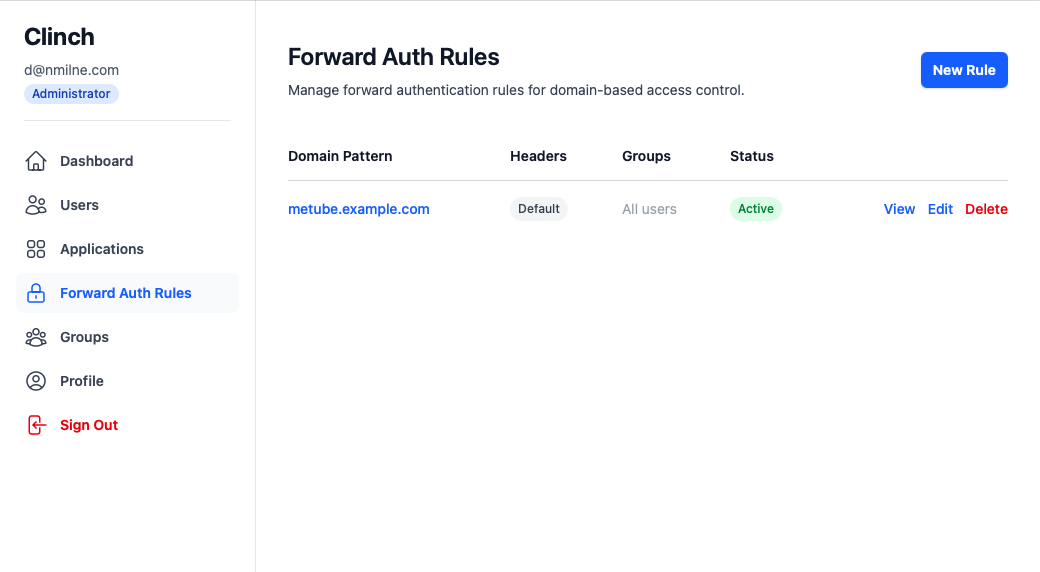 Clinch
d@nmilne.com
Administrator
Dashboard
Users
Applications
Forward Auth Rules
Groups
Profile
Sign Out
Forward Auth Rules
Manage forward authentication rules for domain-based access control.
New Rule
Domain Pattern Headers Groups Status
metube.example.com Default All users Active View Edit Delete